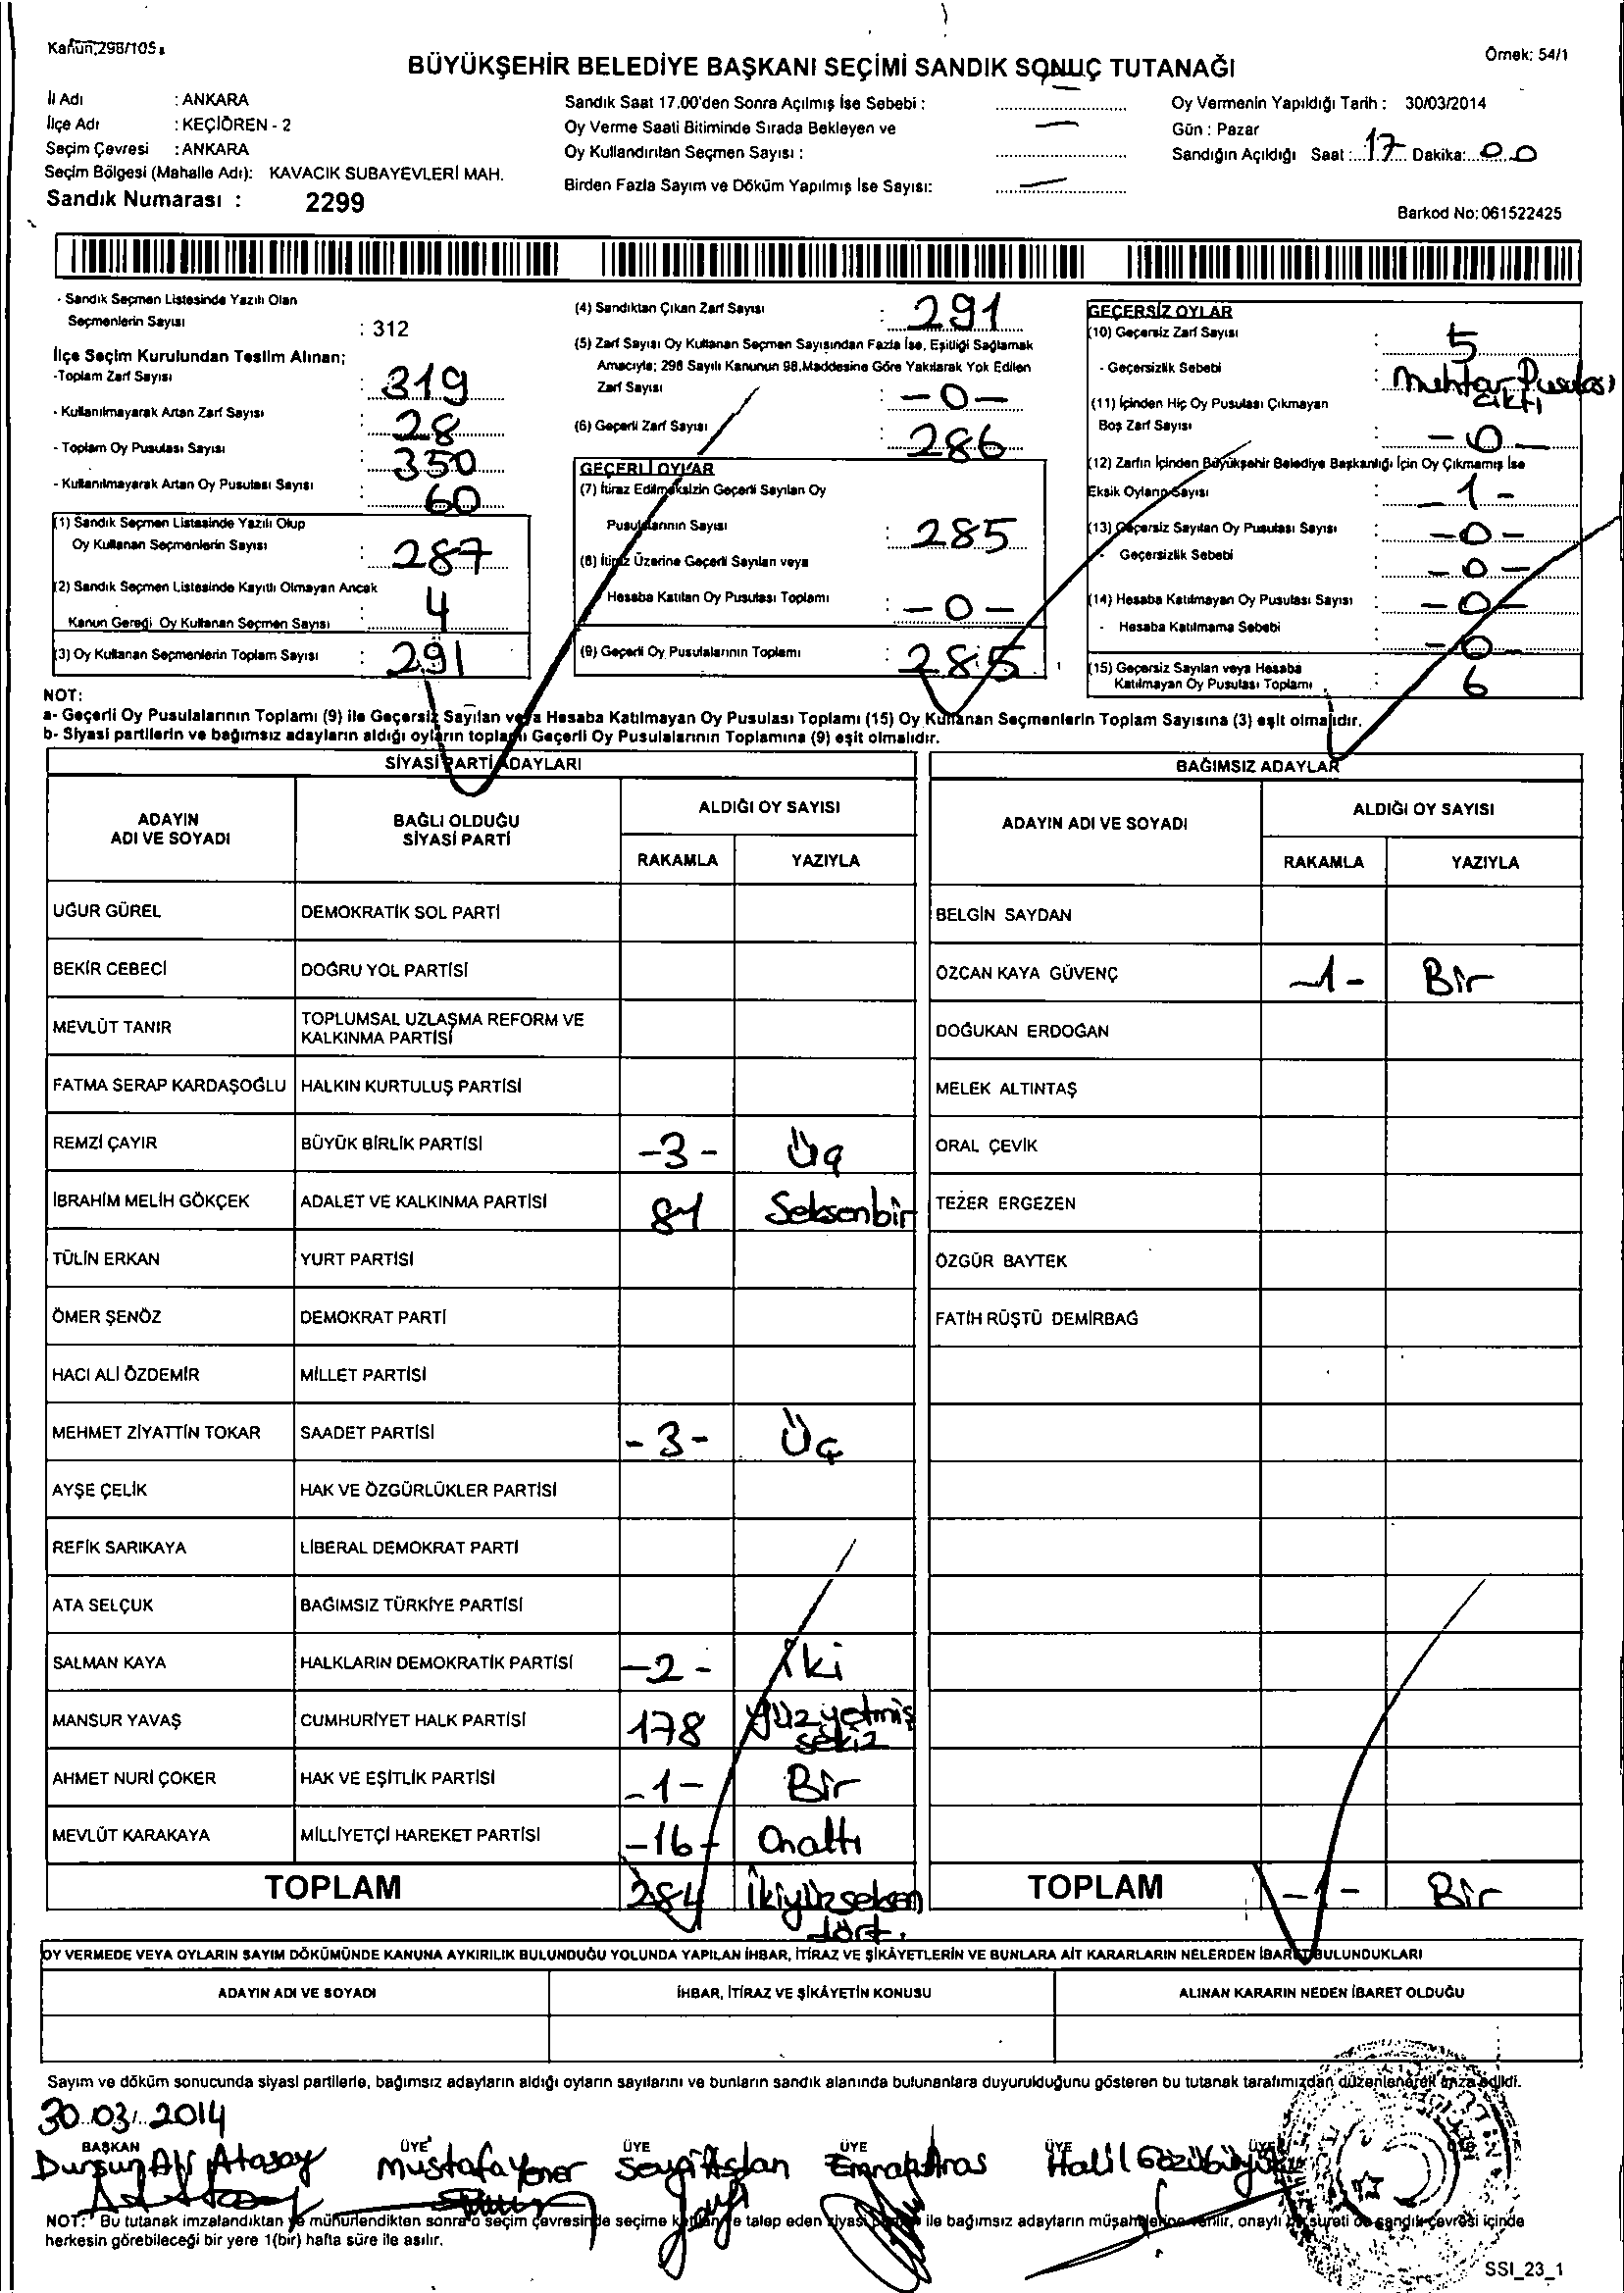 Kanun;298/105
Örnek: 54/1
BÜYÜKŞEHİR BELEDİYE BAŞKANI SEÇİMİ SANDIK SONUÇ TUTANAĞI
İl Adı : ANKARA
İlçe Adı : KEÇİÖREN - 2
Seçim Çevresi : ANKARA
Seçim Bölgesi (Mahalle Adı): KAVACIK SUBAYEVLERİ MAH.
Sandık Numarası : 2299
Sandık Saat 17.00'den Sonra Açılmış İse Sebebi : —
Oy Verme Saati Bitiminde Sırada Bekleyen ve
Oy Kullandırılan Seçmen Sayısı : —
Birden Fazla Sayım ve Döküm Yapılmış İse Sayısı: —
Oy Vermenin Yapıldığı Tarih : 30/03/2014
Gün : Pazar
Sandığın Açıldığı Saat : 17 Dakika: 00
Barkod No: 061522425
- Sandık Seçmen Listesinde Yazılı Olan
Seçmenlerin Sayısı : 312
İlçe Seçim Kurulundan Teslim Alınan;
-Toplam Zarf Sayısı : 319
- Kullanılmayarak Artan Zarf Sayısı : 28
- Toplam Oy Pusulası Sayısı : 350
- Kullanılmayarak Artan Oy Pusulası Sayısı : 60
(1) Sandık Seçmen Listesinde Yazılı Olup
Oy Kullanan Seçmenlerin Sayısı : 287
(2) Sandık Seçmen Listesinde Kayıtlı Olmayan Ancak
Kanun Gereği Oy Kullanan Seçmen Sayısı : 4
(3) Oy Kullanan Seçmenlerin Toplam Sayısı : 291
(4) Sandıktan Çıkan Zarf Sayısı : 291
(5) Zarf Sayısı Oy Kullanan Seçmen Sayısından Fazla İse, Eşitliği Sağlamak
Amacıyla; 298 Sayılı Kanunun 98.Maddesine Göre Yakılarak Yok Edilen
Zarf Sayısı : -0-
(6) Geçerli Zarf Sayısı : 286
GEÇERLİ OYLAR
(7) İtiraz Edilmeksizin Geçerli Sayılan Oy
Pusulalarının Sayısı : 285
(8) İtiraz Üzerine Geçerli Sayılan veya
Hesaba Katılan Oy Pusulası Toplamı : -0-
(9) Geçerli Oy Pusulalarının Toplamı : 285
GEÇERSİZ OYLAR
(10) Geçersiz Zarf Sayısı : 5
- Geçersizlik Sebebi : Muhtar Pusulası
çıktı
(11) İçinden Hiç Oy Pusulası Çıkmayan
Boş Zarf Sayısı : -0-
(12) Zarfın İçinden Büyükşehir Belediye Başkanlığı İçin Oy Çıkmamış İse
Eksik Oyların Sayısı : -1-
(13) Geçersiz Sayılan Oy Pusulası Sayısı : -0-
- Geçersizlik Sebebi : -0-
(14) Hesaba Katılmayan Oy Pusulası Sayısı : -0-
- Hesaba Katılmama Sebebi : -0-
(15) Geçersiz Sayılan veya Hesaba
Katılmayan Oy Pusulası Toplamı : 6
NOT:
a- Geçerli Oy Pusulalarının Toplamı (9) ile Geçersiz Sayılan veya Hesaba Katılmayan Oy Pusulası Toplamı (15) Oy Kullanan Seçmenlerin Toplam Sayısına (3) eşit olmalıdır.
b- Siyasi partilerin ve bağımsız adayların aldığı oyların toplamı Geçerli Oy Pusulalarının Toplamına (9) eşit olmalıdır.
SİYASİ PARTİ ADAYLARI
ADAYIN ADI VE SOYADI
BAĞLI OLDUĞU SİYASİ PARTİ
ALDIĞI OY SAYISI
RAKAMLA YAZIYLA
UĞUR GÜREL DEMOKRATİK SOL PARTİ
BEKİR CEBECİ DOĞRU YOL PARTİSİ
MEVLÜT TANIR TOPLUMSAL UZLAŞMA REFORM VE KALKINMA PARTİSİ
FATMA SERAP KARDAŞOĞLU HALKIN KURTULUŞ PARTİSİ
REMZİ ÇAYIR BÜYÜK BİRLİK PARTİSİ -3- Üç
İBRAHİM MELİH GÖKÇEK ADALET VE KALKINMA PARTİSİ 81 Seksenbir
TÜLİN ERKAN YURT PARTİSİ
ÖMER ŞENÖZ DEMOKRAT PARTİ
HACI ALİ ÖZDEMİR MİLLET PARTİSİ
MEHMET ZİYATTİN TOKAR SAADET PARTİSİ -3- Üç
AYŞE ÇELİK HAK VE ÖZGÜRLÜKLER PARTİSİ
REFİK SARIKAYA LİBERAL DEMOKRAT PARTİ
ATA SELÇUK BAĞIMSIZ TÜRKİYE PARTİSİ
SALMAN KAYA HALKLARIN DEMOKRATİK PARTİSİ -2- İki
MANSUR YAVAŞ CUMHURİYET HALK PARTİSİ 178 Yüzyetmiş sekiz
AHMET NURİ ÇOKER HAK VE EŞİTLİK PARTİSİ -1- Bir
MEVLÜT KARAKAYA MİLLİYETÇİ HAREKET PARTİSİ -16- Onaltı
TOPLAM 284 İkiyüzseksen dört.
BAĞIMSIZ ADAYLAR
ADAYIN ADI VE SOYADI
ALDIĞI OY SAYISI
RAKAMLA YAZIYLA
BELGİN SAYDAN
ÖZCAN KAYA GÜVENÇ -1- Bir
DOĞUKAN ERDOĞAN
MELEK ALTINTAŞ
ORAL ÇEVİK
TEZER ERGEZEN
ÖZGÜR BAYTEK
FATİH RÜŞTÜ DEMİRBAĞ
TOPLAM -1- Bir
OY VERMEDE VEYA OYLARIN SAYIM DÖKÜMÜNDE KANUNA AYKIRILIK BULUNDUĞU YOLUNDA YAPILAN İHBAR, İTİRAZ VE ŞİKÂYETLERİN VE BUNLARA AİT KARARLARIN NELERDEN İBARET BULUNDUKLARI
ADAYIN ADI VE SOYADI
İHBAR, İTİRAZ VE ŞİKÂYETİN KONUSU
ALINAN KARARIN NEDEN İBARET OLDUĞU
Sayım ve döküm sonucunda siyasi partilerle, bağımsız adayların aldığı oyların sayılarını ve bunların sandık alanında bulunanlara duyurulduğunu gösteren bu tutanak tarafımızdan düzenlenerek imza edildi.
30.03.2014
BAŞKAN ÜYE ÜYE ÜYE ÜYE ÜYE
Dursun Ali Atasoy Mustafa Yener Sevgi Aslan Emrah Aras Halil Gözübüyük
NOT: Bu tutanak imzalandıktan ve mühürlendikten sonra o seçim çevresinde seçime katılan ve talep eden siyasi parti ile bağımsız adayların müşahitlerine verilir, onaylı bir sureti de sandık çevresi içinde
herkesin görebileceği bir yere 1(bir) hafta süre ile asılır.
SSI_23_1